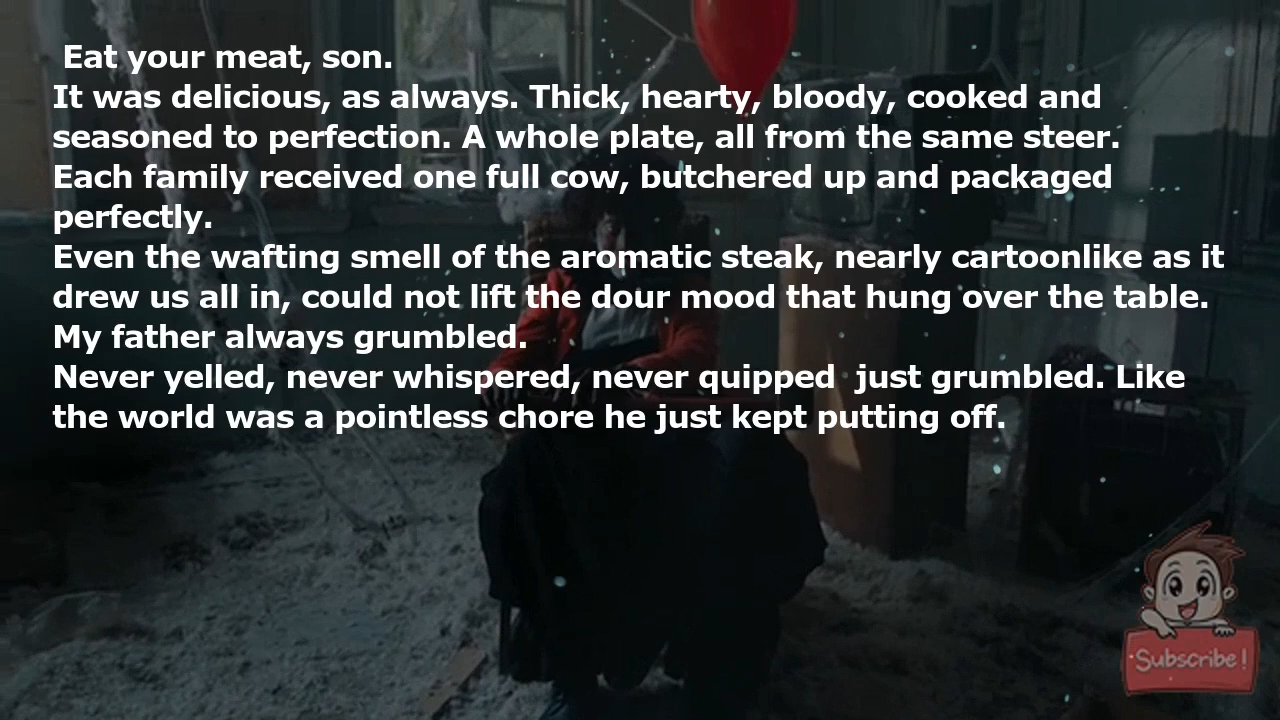 Eat your meat, son.
It was delicious, as always. Thick, hearty, bloody, cooked and
seasoned to perfection. A whole plate, all from the same steer.
Each family received one full cow, butchered up and packaged
perfectly.
Even the wafting smell of the aromatic steak, nearly cartoonlike as it
drew us all in, could not lift the dour mood that hung over the table.
My father always grumbled.
Never yelled, never whispered, never quipped  just grumbled. Like
the world was a pointless chore he just kept putting off.
Subscribe!